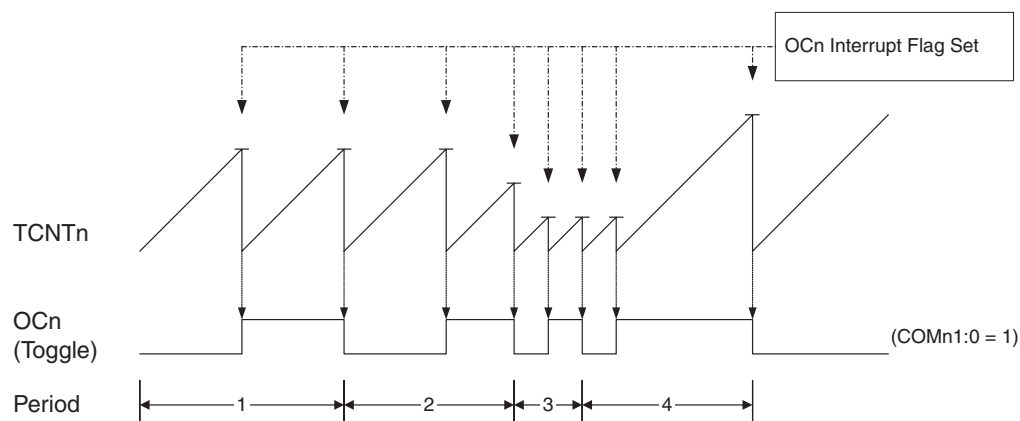 OCn Interrupt Flag Set
TCNTn
OCn
(Toggle)
(COMn1:0 = 1)
Period
1
2
3
4